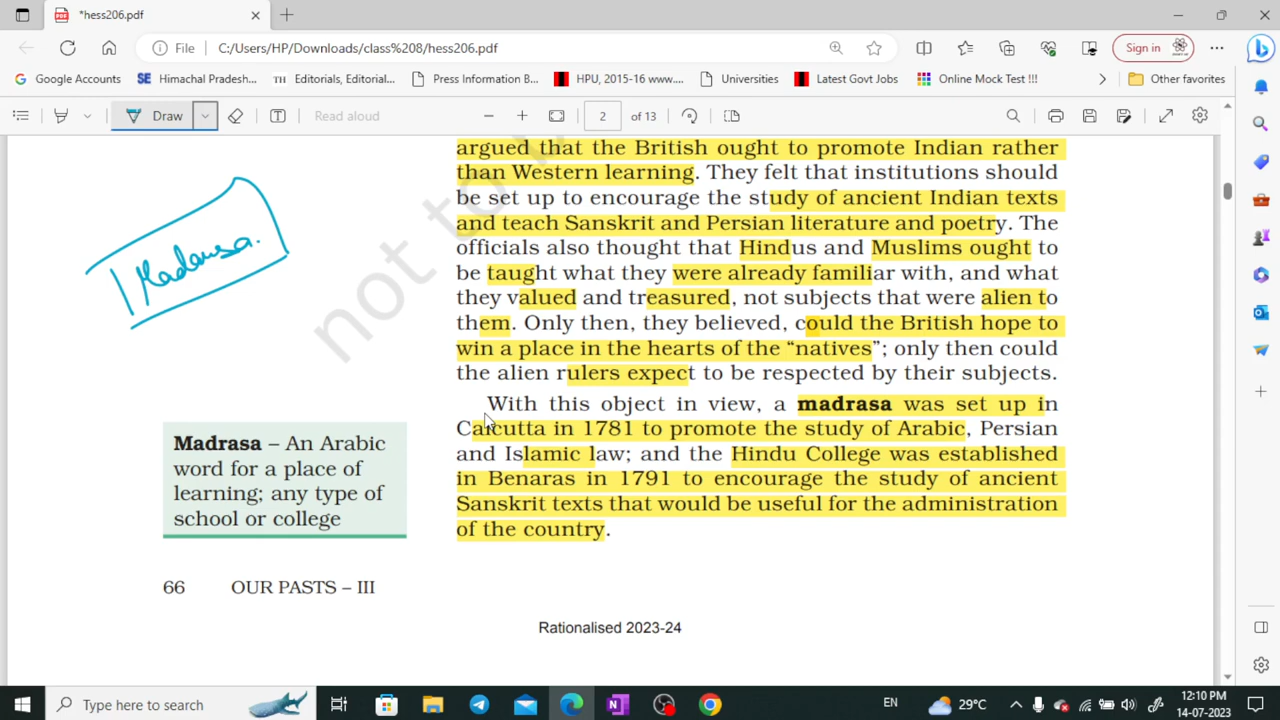 *hess206.pdf
File C:/Users/HP/Downloads/class%208/hess206.pdf
Sign in
Google Accounts SE Himachal Pradesh... TH Editorials, Editorial... Press Information B... HPU, 2015-16 www.... Universities Latest Govt Jobs Online Mock Test !!! Other favorites
Draw Read aloud 2 of 13
argued that the British ought to promote Indian rather
than Western learning. They felt that institutions should
be set up to encourage the study of ancient Indian texts
and teach Sanskrit and Persian literature and poetry. The
officials also thought that Hindus and Muslims ought to
be taught what they were already familiar with, and what
they valued and treasured, not subjects that were alien to
them. Only then, they believed, could the British hope to
win a place in the hearts of the “natives”; only then could
the alien rulers expect to be respected by their subjects.
With this object in view, a madrasa was set up in
Calcutta in 1781 to promote the study of Arabic, Persian
and Islamic law; and the Hindu College was established
in Benaras in 1791 to encourage the study of ancient
Sanskrit texts that would be useful for the administration
of the country.
Madarsa.
not to
Madrasa – An Arabic
word for a place of
learning; any type of
school or college
66 OUR PASTS – III
Rationalised 2023-24
Type here to search
EN 29°C 12:10 PM
14-07-2023